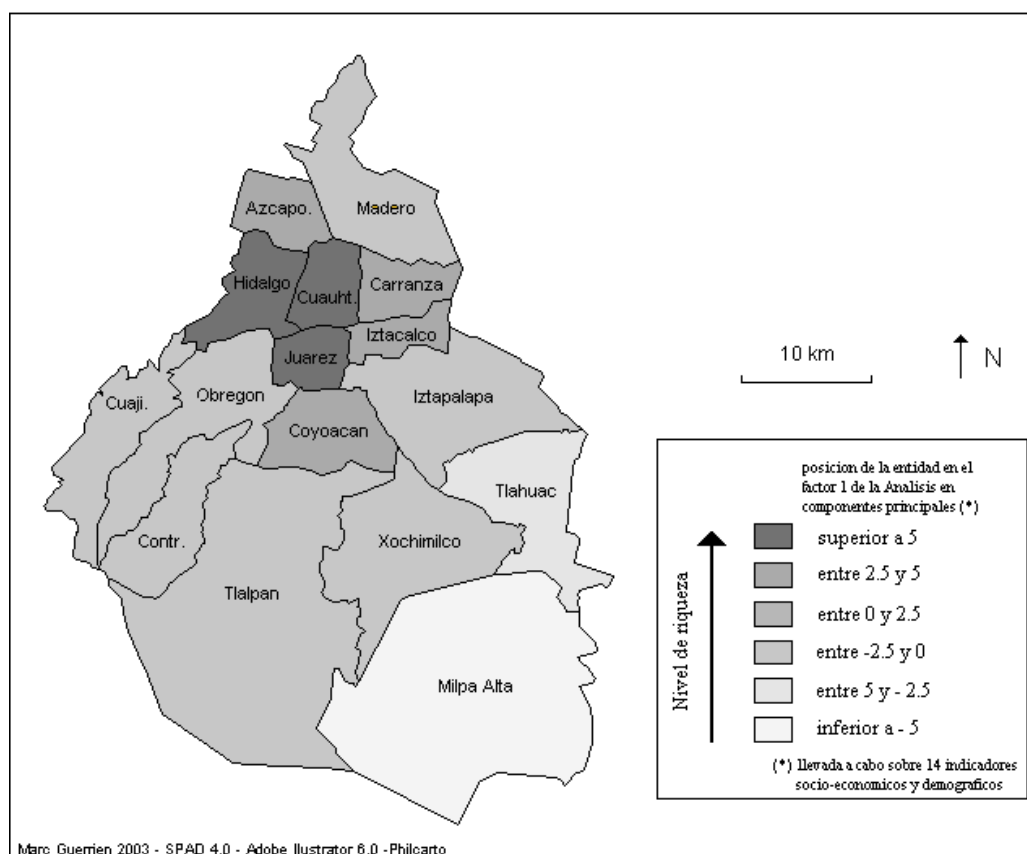 Azcapo.
Madero
Hidalgo
Cuauht.
Carranza
Iztacalco
Juarez
10 km
N
Cuaji.
Obregon
Iztapalapa
Coyoacan
Tlahuac
Contr.
Xochimilco
Tlalpan
Milpa Alta
posicion de la entidad en el
factor 1 de la Analisis en
componentes principales (*)
Nivel de riqueza
superior a 5
entre 2.5 y 5
entre 0 y 2.5
entre -2.5 y 0
entre 5 y - 2.5
inferior a - 5
(*) llevada a cabo sobre 14 indicadores
socio-economicos y demograficos
Marc Guerrien 2003 - SPAD 4.0 - Adobe Ilustrator 6.0 -Philcarto